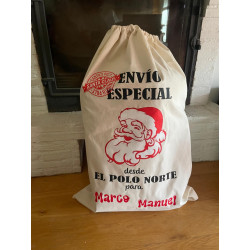 ENVÍO
ESPECIAL
desde
EL POLO NORTE
para
Marco Manuel